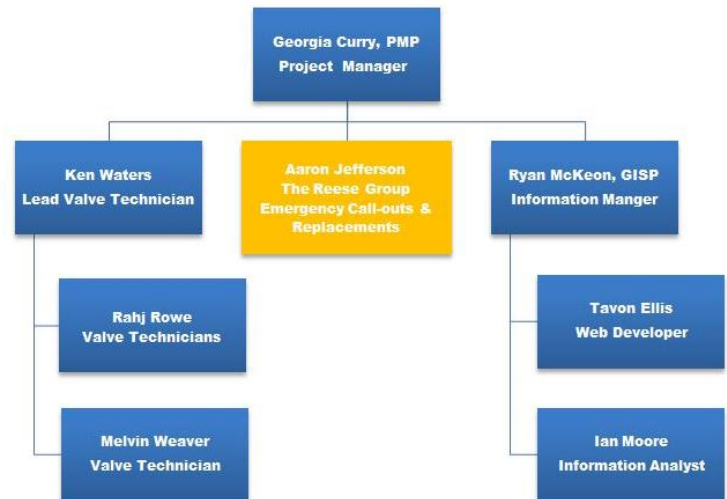 Georgia Curry, PMP
Project Manager
Ken Waters
Lead Valve Technician
Aaron Jefferson
The Reese Group
Emergency Call-outs &
Replacements
Ryan McKeon, GISP
Information Manger
Rahj Rowe
Valve Technicians
Tavon Ellis
Web Developer
Melvin Weaver
Valve Technician
Ian Moore
Information Analyst